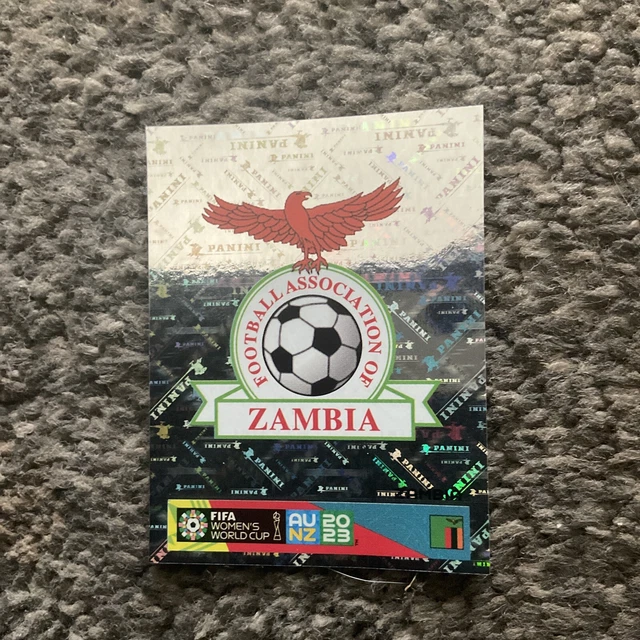 PANINI
FOOTBALL ASSOCIATION OF
ZAMBIA
FIFA
WOMEN'S
WORLD CUP
AU
NZ
20
23